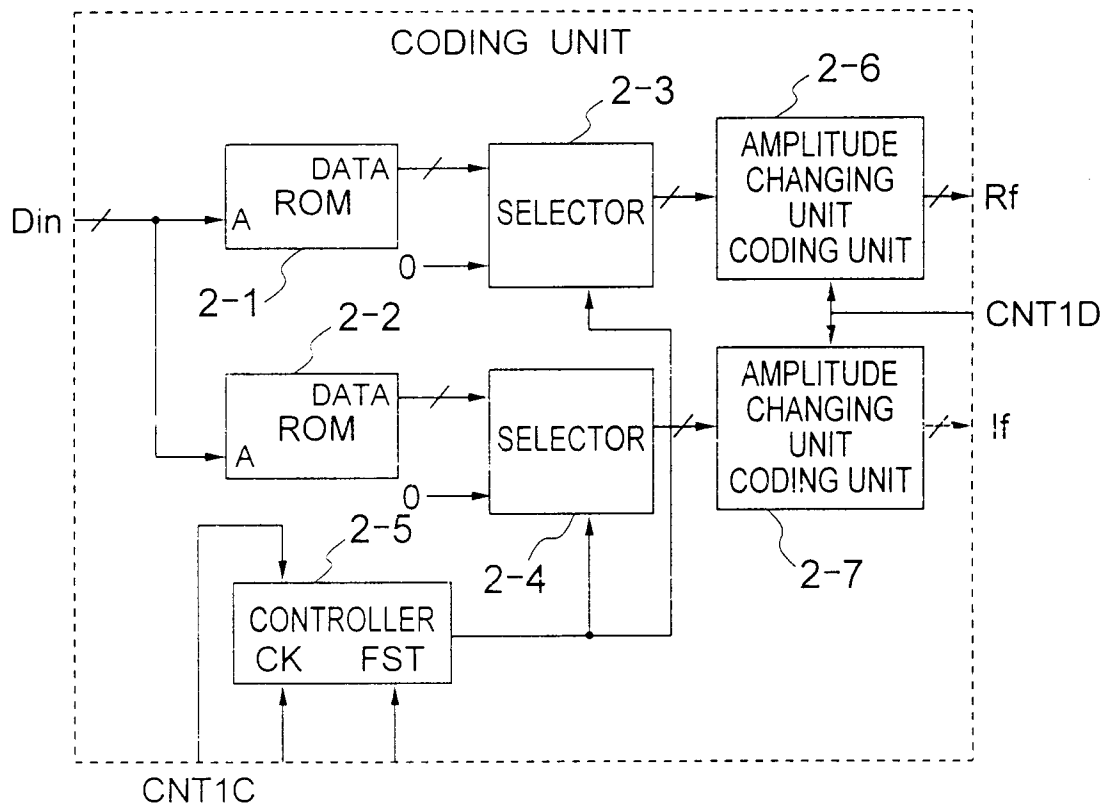 CODING UNIT
2-3
2-6
DATA
ROM
A
Din
SELECTOR
AMPLITUDE
CHANGING
UNIT
CODING UNIT
Rf
0
2-1
2-2
CNT1D
DATA
ROM
A
SELECTOR
AMPLITUDE
CHANGING
UNIT
CODING UNIT
If
0
2-5
2-4
2-7
CONTROLLER
CK FST
CNT1C